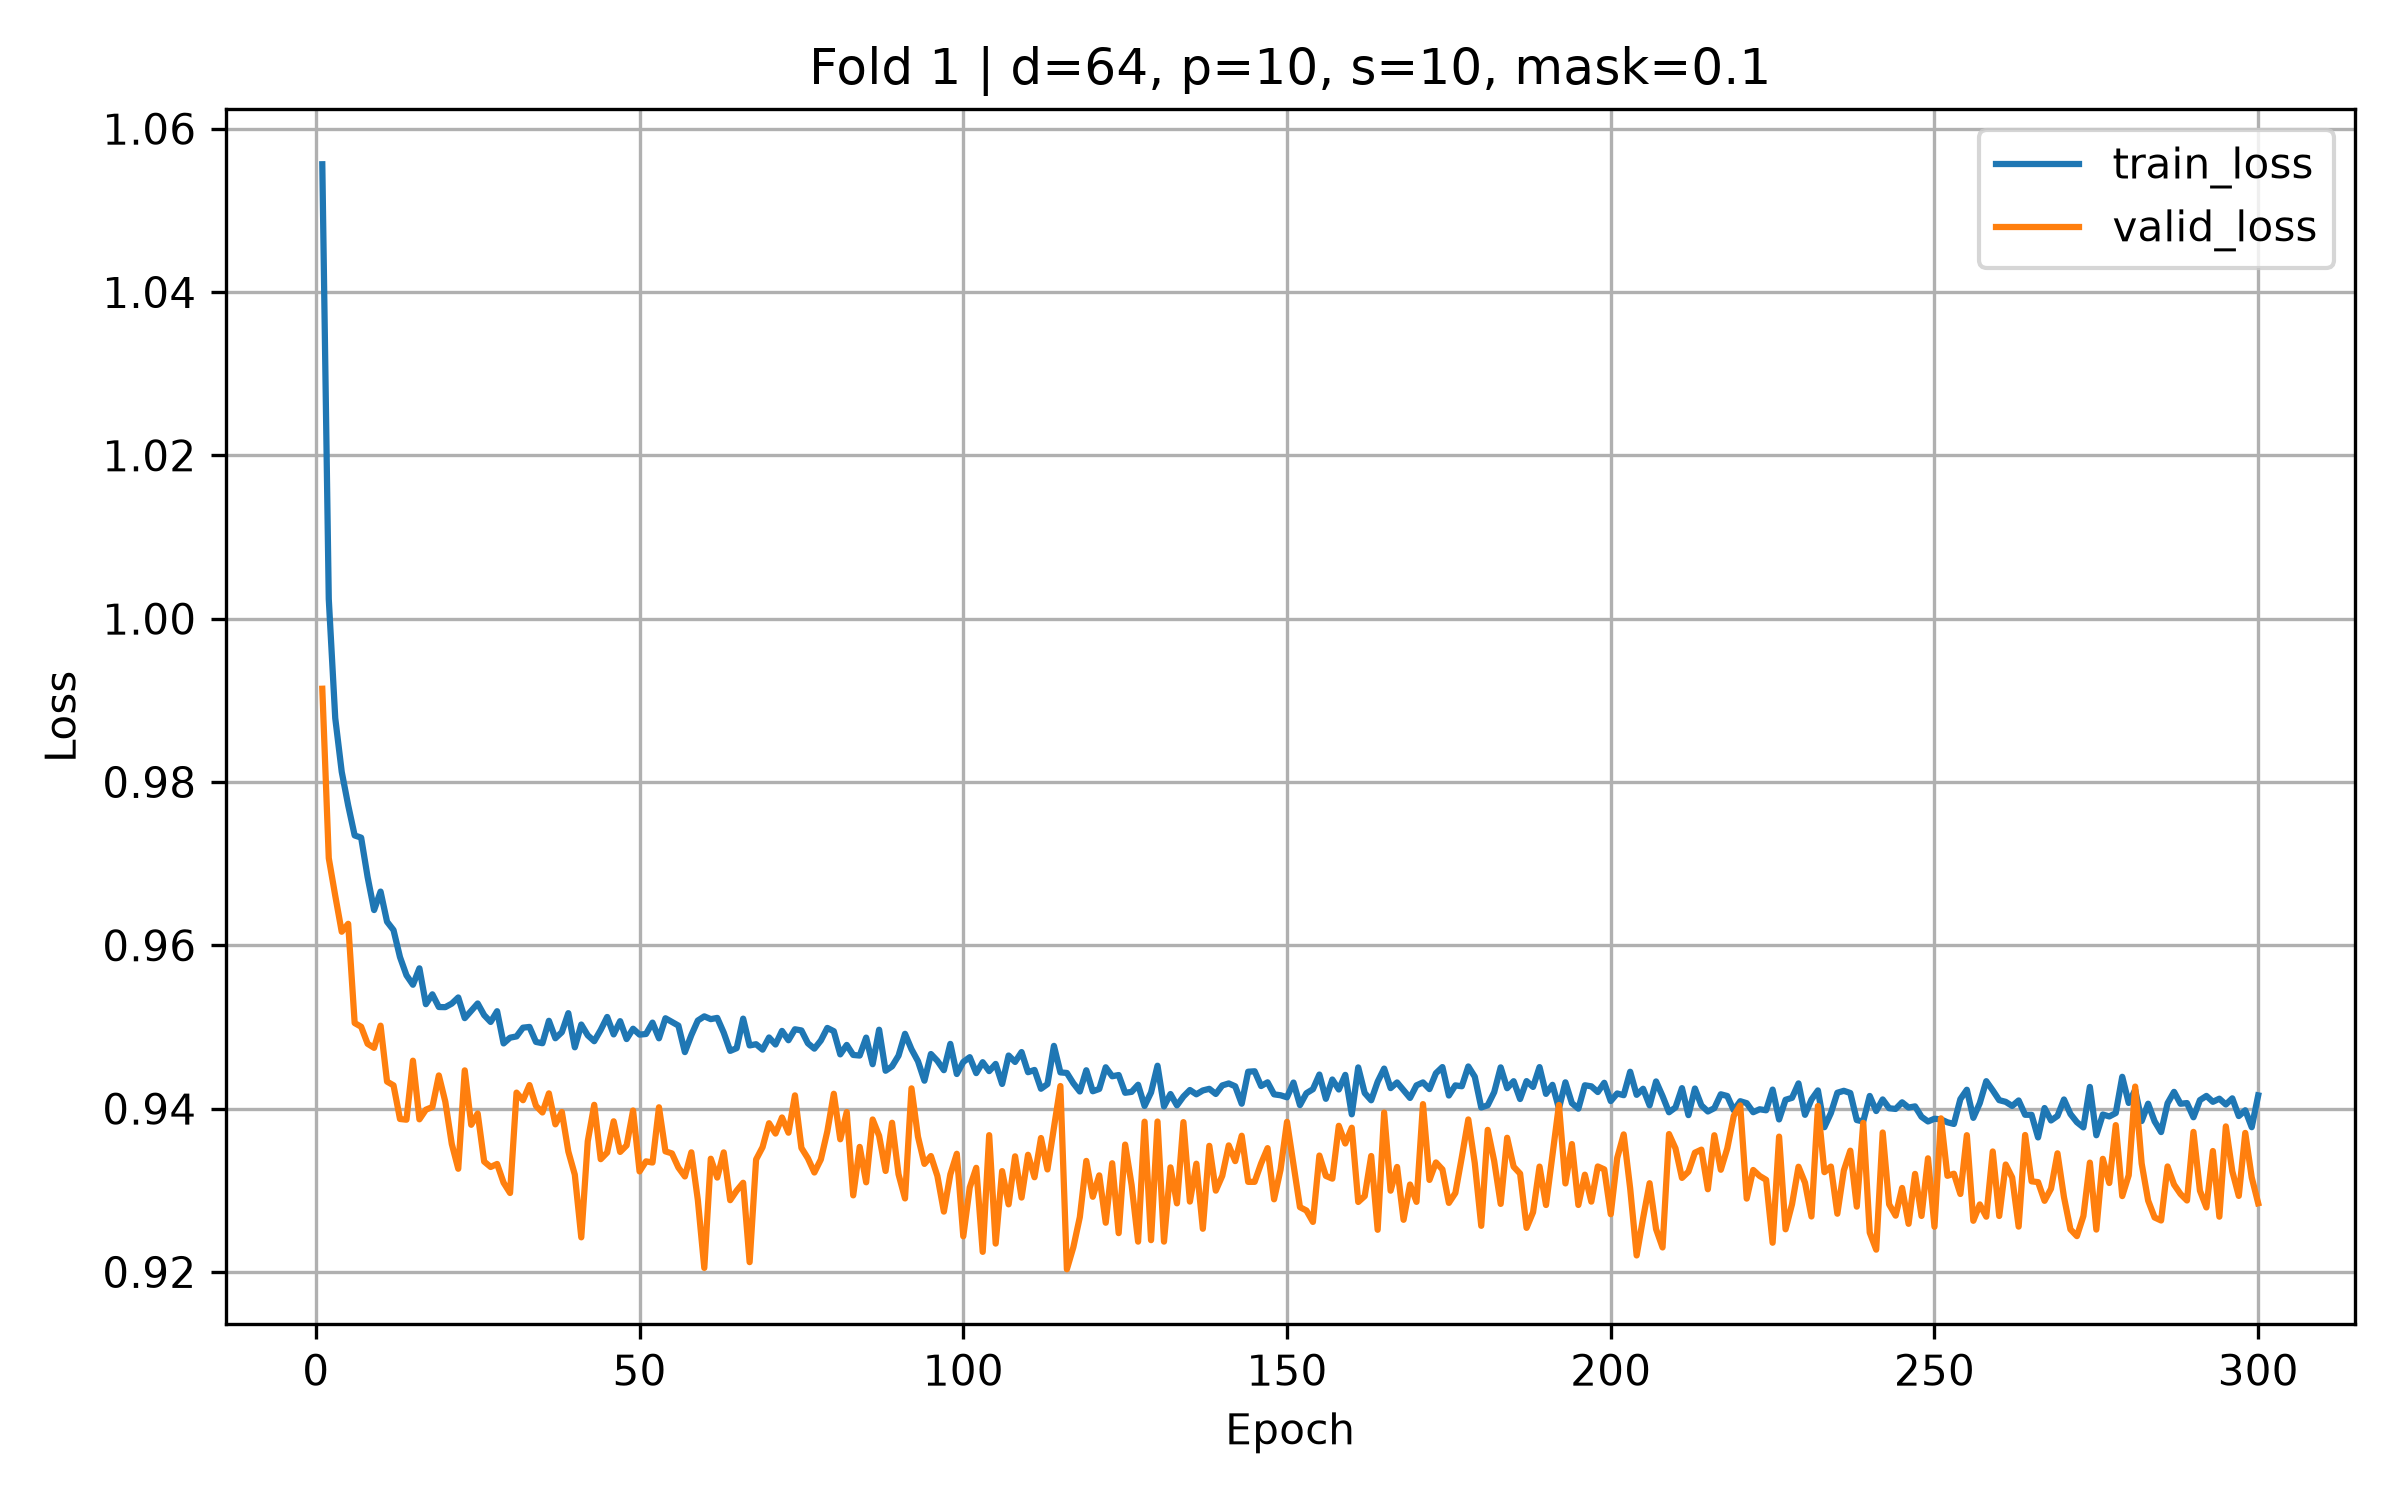 Fold 1 | d=64, p=10, s=10, mask=0.1
1.06
1.04
1.02
1.00
0.98
0.96
0.94
0.92
Loss
train_loss
valid_loss
0 50 100 150 200 250 300
Epoch